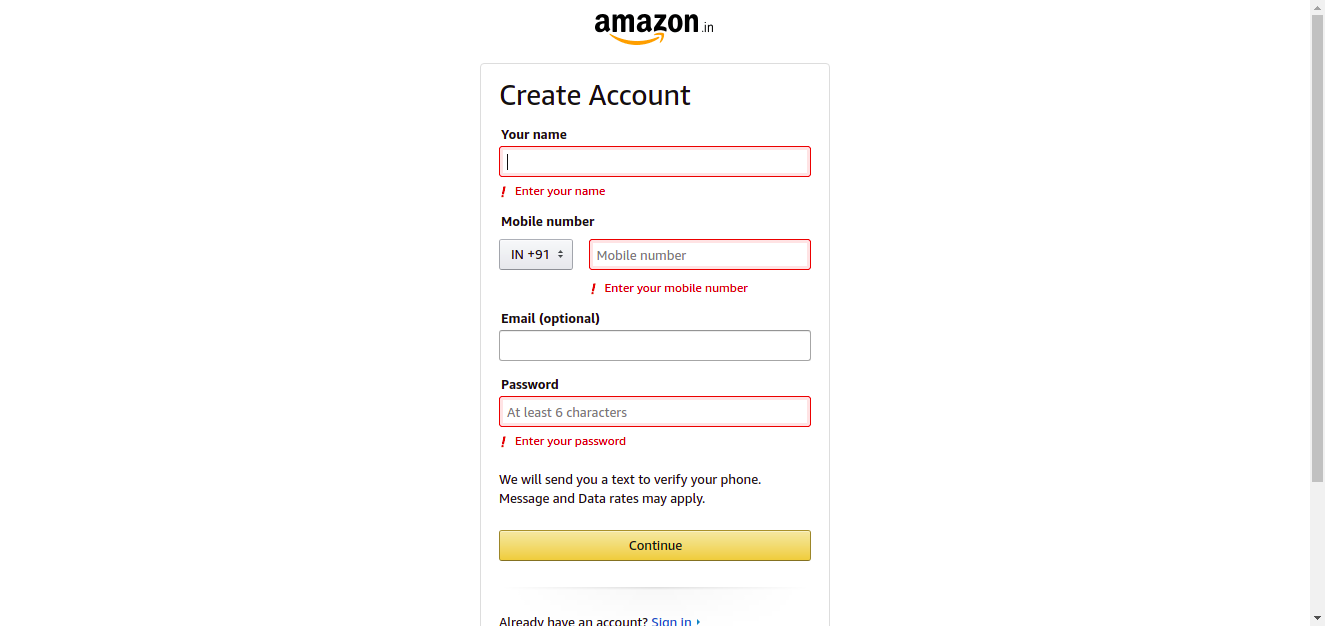 amazon.in
Create Account
Your name
! Enter your name
Mobile number
IN +91 Mobile number
! Enter your mobile number
Email (optional)
Password
At least 6 characters
! Enter your password
We will send you a text to verify your phone.
Message and Data rates may apply.
Continue
Already have an account? Sign in